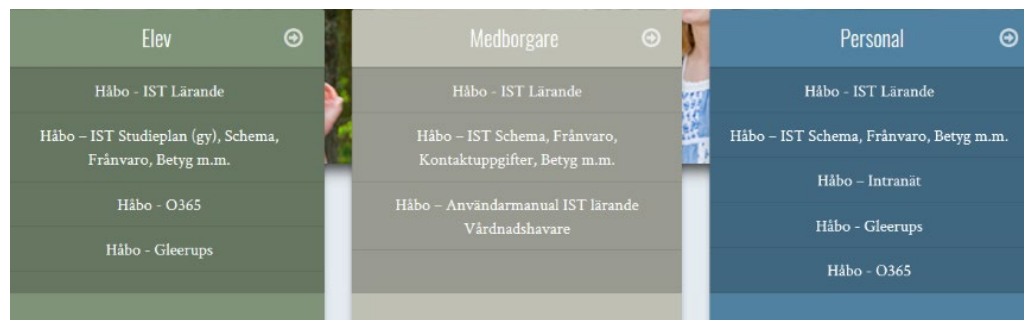 Elev
Håbo - IST Lärande
Håbo – IST Studieplan (gy), Schema,
Frånvaro, Betyg m.m.
Håbo - O365
Håbo - Gleerups
Medborgare
Håbo - IST Lärande
Håbo – IST Schema, Frånvaro,
Kontaktuppgifter, Betyg m.m.
Håbo – Användarmanual IST lärande
Vårdnadshavare
Personal
Håbo - IST Lärande
Håbo – IST Schema, Frånvaro, Betyg m.m.
Håbo – Intranät
Håbo - Gleerups
Håbo - O365